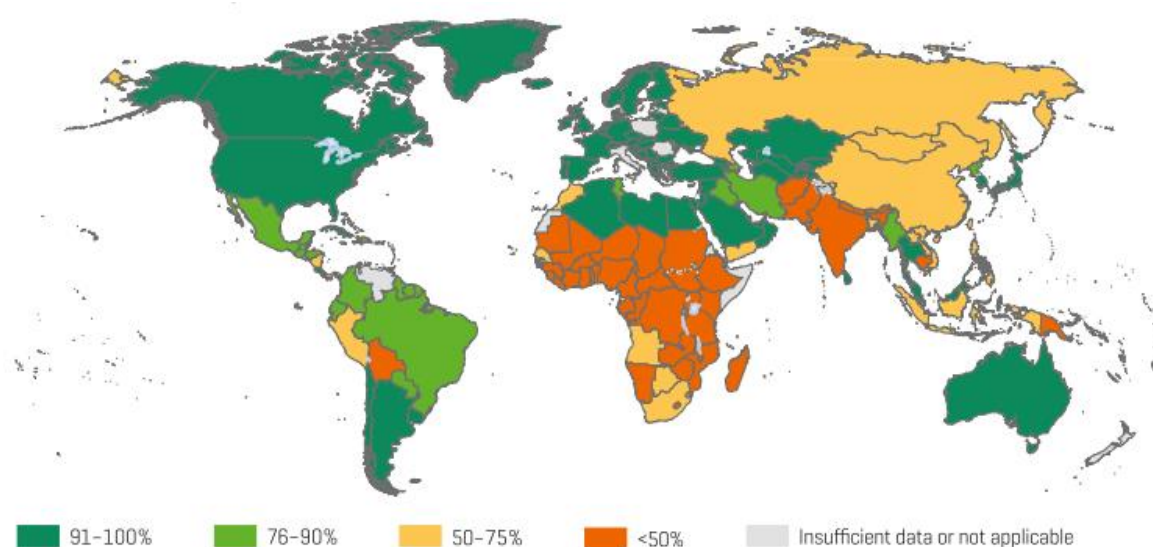 91–100% 76–90% 50–75% <50% Insufficient data or not applicable